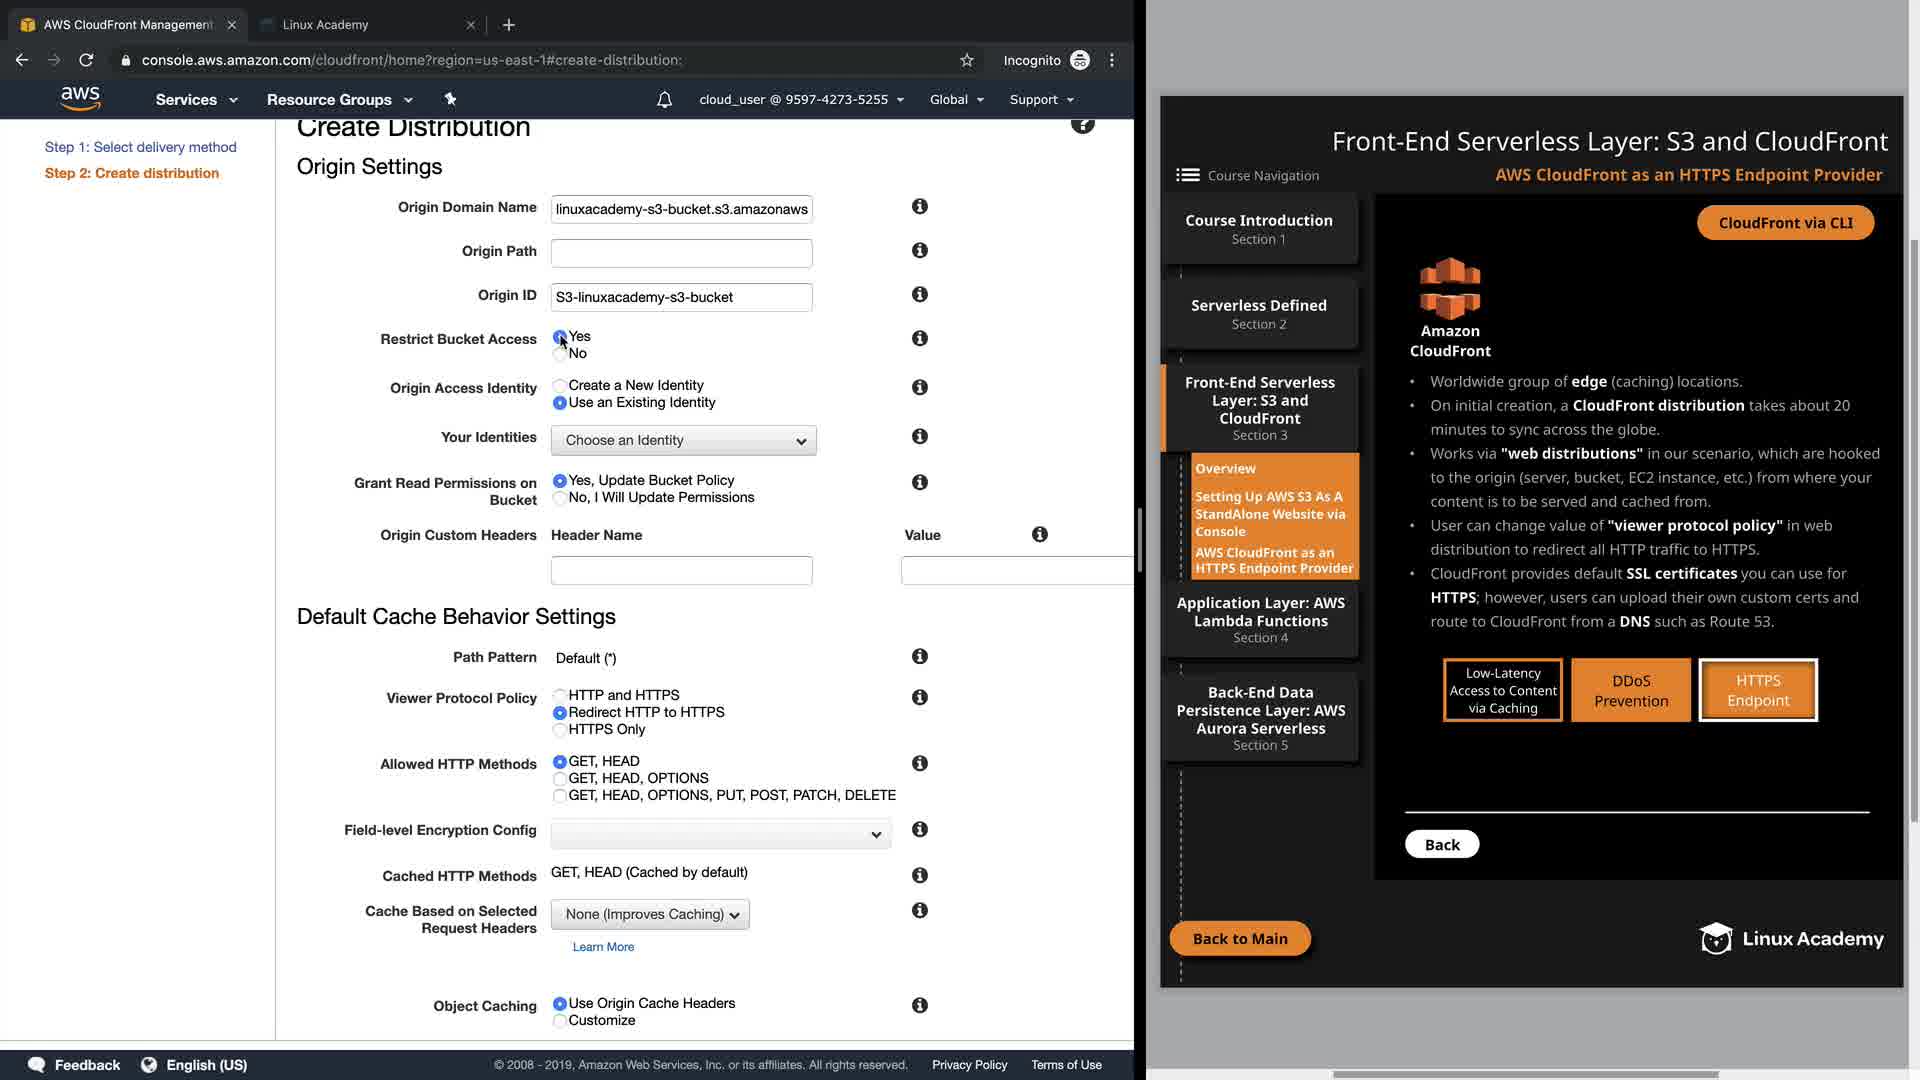 AWS CloudFront Management
Linux Academy
console.aws.amazon.com/cloudfront/home?region=us-east-1#create-distribution:
Incognito
aws
Services
Resource Groups
cloud_user @ 9597-4273-5255
Global
Support
Step 1: Select delivery method
Step 2: Create distribution
Create Distribution
Origin Settings
Origin Domain Name
linuxacademy-s3-bucket.s3.amazonaws
Origin Path
Origin ID
S3-linuxacademy-s3-bucket
Restrict Bucket Access
Yes
No
Origin Access Identity
Create a New Identity
Use an Existing Identity
Your Identities
Choose an Identity
Grant Read Permissions on
Bucket
Yes, Update Bucket Policy
No, I Will Update Permissions
Origin Custom Headers
Header Name
Value
Default Cache Behavior Settings
Path Pattern
Default (*)
Viewer Protocol Policy
HTTP and HTTPS
Redirect HTTP to HTTPS
HTTPS Only
Allowed HTTP Methods
GET, HEAD
GET, HEAD, OPTIONS
GET, HEAD, OPTIONS, PUT, POST, PATCH, DELETE
Field-level Encryption Config
Cached HTTP Methods
GET, HEAD (Cached by default)
Cache Based on Selected
Request Headers
None (Improves Caching)
Learn More
Object Caching
Use Origin Cache Headers
Customize
Feedback
English (US)
© 2008 - 2019, Amazon Web Services, Inc. or its affiliates. All rights reserved.
Privacy Policy
Terms of Use
Front-End Serverless Layer: S3 and CloudFront
Course Navigation
AWS CloudFront as an HTTPS Endpoint Provider
Course Introduction
Section 1
Serverless Defined
Section 2
Front-End Serverless
Layer: S3 and
CloudFront
Section 3
Overview
Setting Up AWS S3 As A
StandAlone Website via
Console
AWS CloudFront as an
HTTPS Endpoint Provider
Application Layer: AWS
Lambda Functions
Section 4
Back-End Data
Persistence Layer: AWS
Aurora Serverless
Section 5
Back to Main
CloudFront via CLI
Amazon
CloudFront
• Worldwide group of edge (caching) locations.
• On initial creation, a CloudFront distribution takes about 20
minutes to sync across the globe.
• Works via "web distributions" in our scenario, which are hooked
to the origin (server, bucket, EC2 instance, etc.) from where your
content is to be served and cached from.
• User can change value of "viewer protocol policy" in web
distribution to redirect all HTTP traffic to HTTPS.
• CloudFront provides default SSL certificates you can use for
HTTPS; however, users can upload their own custom certs and
route to CloudFront from a DNS such as Route 53.
Low-Latency
Access to Content
via Caching
DDoS
Prevention
HTTPS
Endpoint
Back
Linux Academy